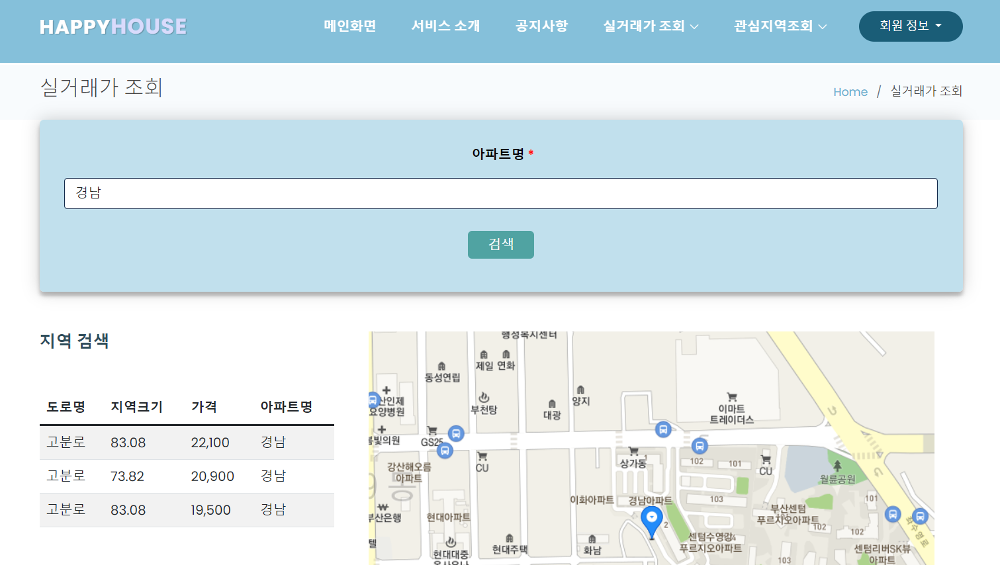 HAPPYHOUSE
메인화면
서비스 소개
공지사항
실거래가 조회
관심지역조회
회원 정보
실거래가 조회
Home / 실거래가 조회
아파트명 *
경남
검색
지역 검색
도로명 지역크기 가격 아파트명
고분로 83.08 22,100 경남
고분로 73.82 20,900 경남
고분로 83.08 19,500 경남
행정복지센터
제일 연화
동성연립
산인제
요양병원
부천탕
대광
양지
이마트
트레이더스
봄빛의원
GS25
CU
강산해오름
아파트
상가동
1
102
101
CU
월륜공원
103
이화아파트
경남아파트
2
부산은행
현대아파트
부산센텀
푸르지오아파트
101
102
101
102
현대주택
화남
센텀수영강
푸르지오아파트
현대대중
103
센텀리버SK뷰
아파트
좌수영로